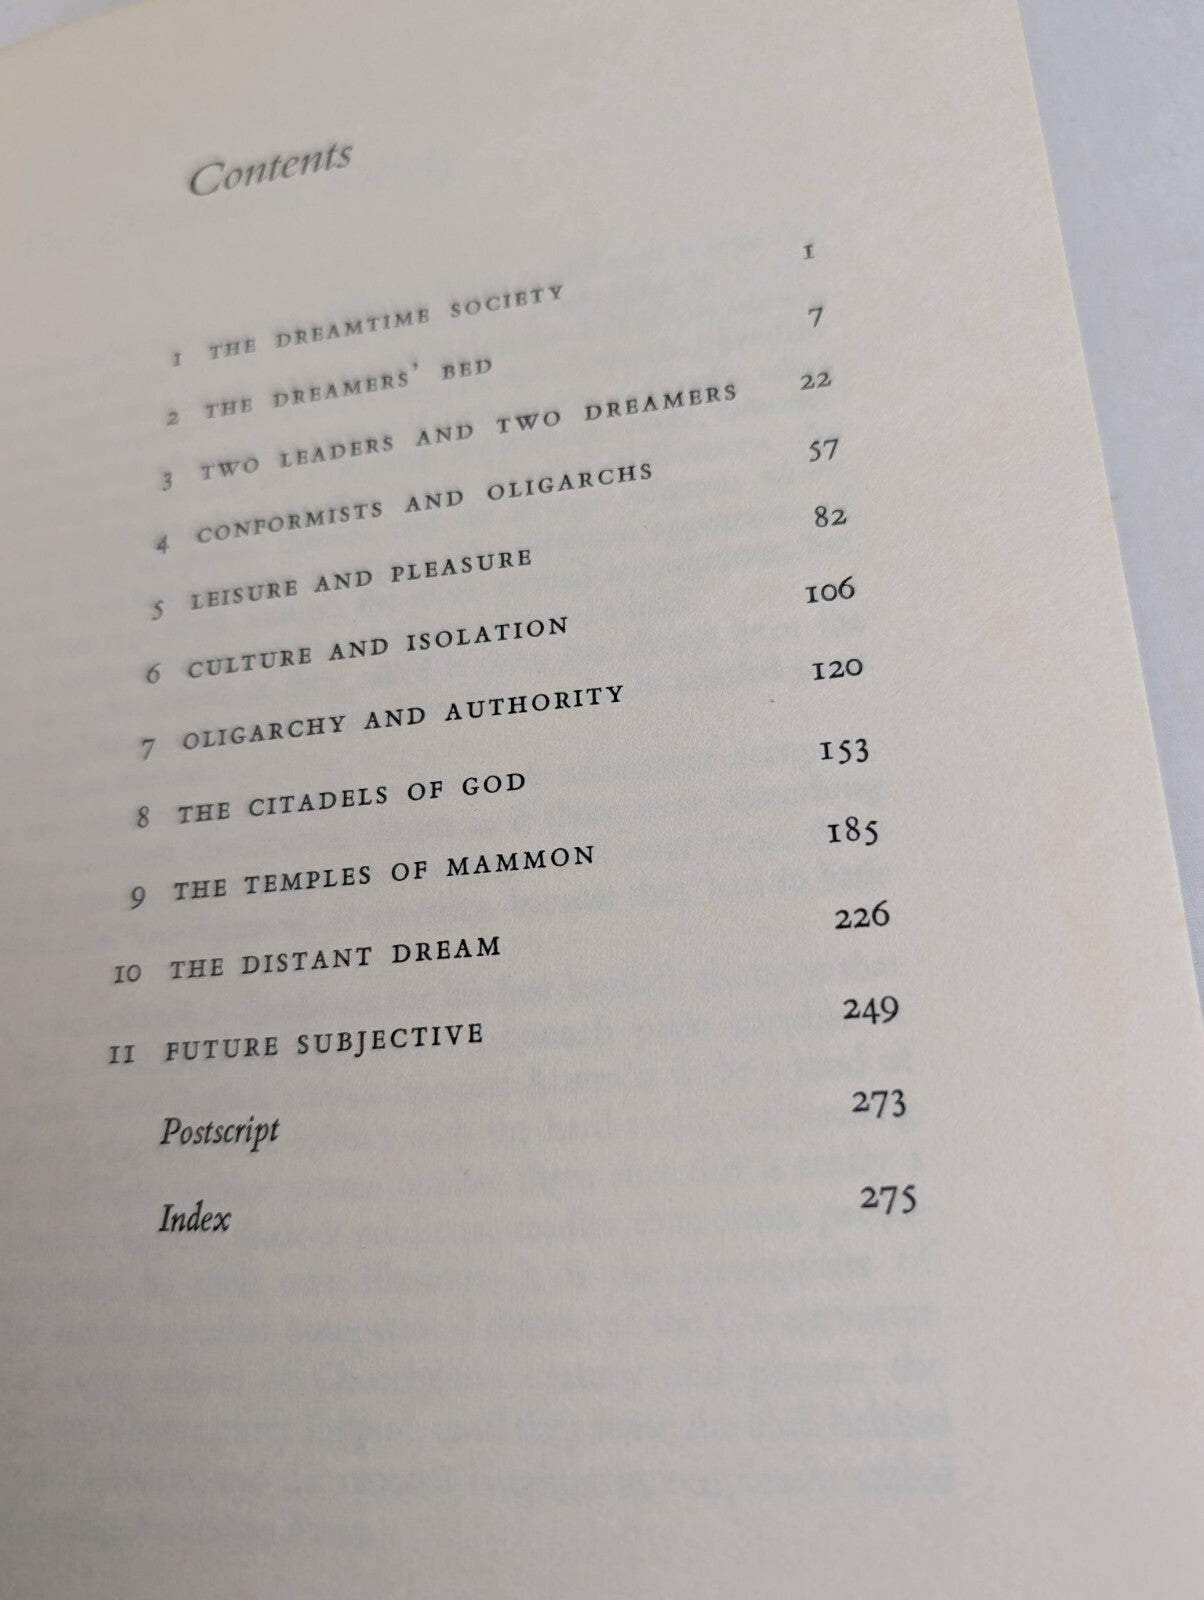 Contents
1 THE DREAMTIME SOCIETY 1
2 THE DREAMERS' BED 7
3 TWO LEADERS AND TWO DREAMERS 22
4 CONFORMISTS AND OLIGARCHS 57
5 LEISURE AND PLEASURE 82
6 CULTURE AND ISOLATION 106
7 OLIGARCHY AND AUTHORITY 120
8 THE CITADELS OF GOD 153
9 THE TEMPLES OF MAMMON 185
10 THE DISTANT DREAM 226
11 FUTURE SUBJECTIVE 249
Postscript 273
Index 275